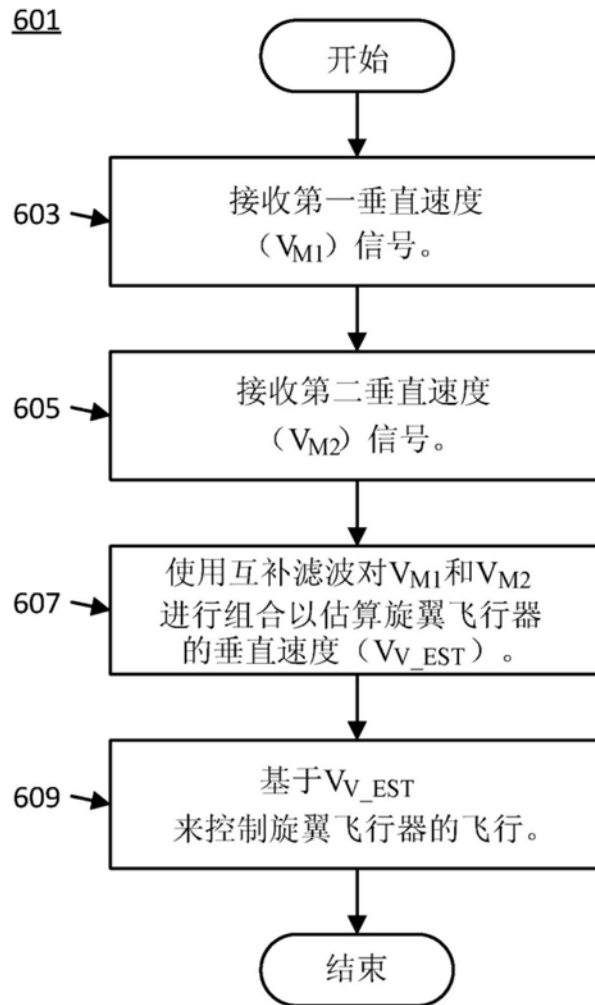 601
开始
603
接收第一垂直速度
（VM1）信号。
605
接收第二垂直速度
（VM2）信号。
607
使用互补滤波对VM1和VM2
进行组合以估算旋翼飞行器
的垂直速度（VV_EST）。
609
基于VV_EST
来控制旋翼飞行器的飞行。
结束